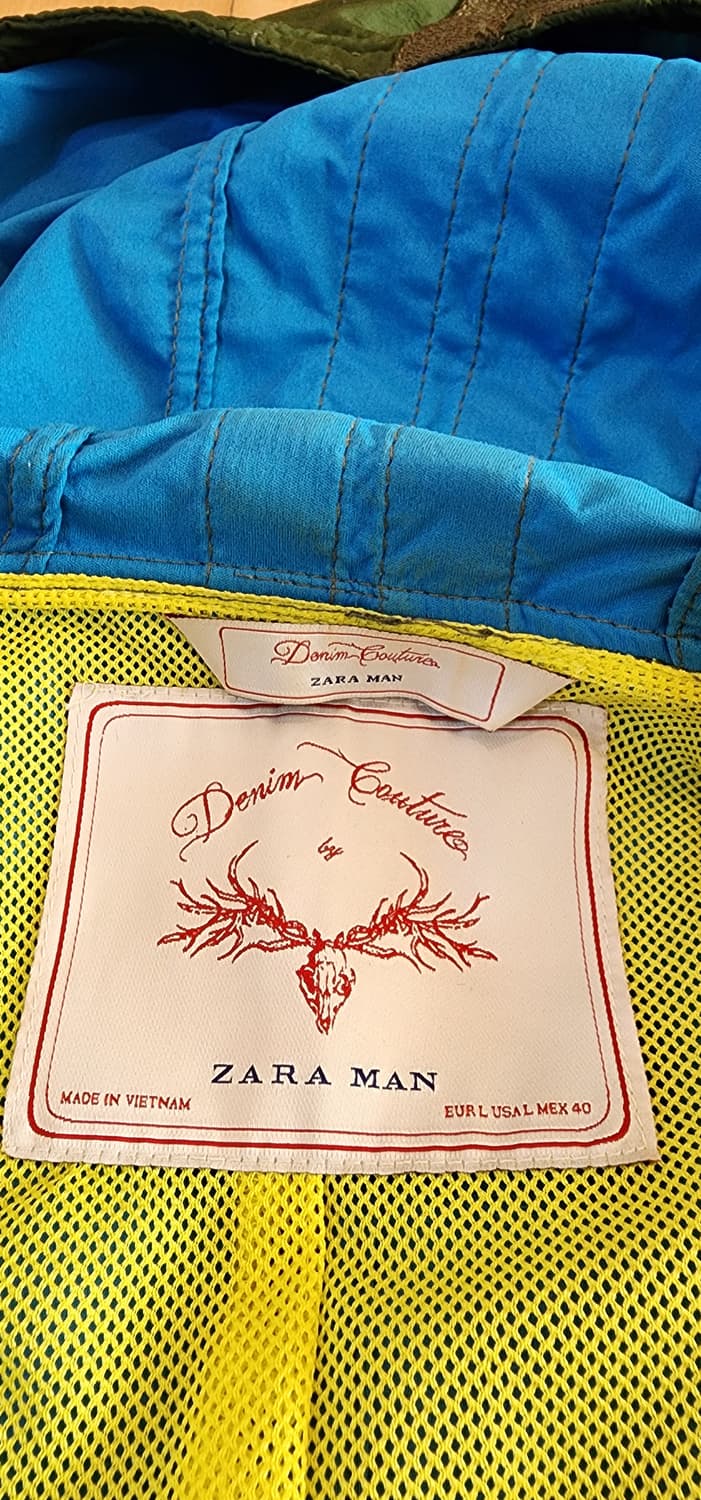 Denim Couture
ZARA MAN
Denim Couture
by
ZARA MAN
MADE IN VIETNAM
EUR L USA L MEX 40